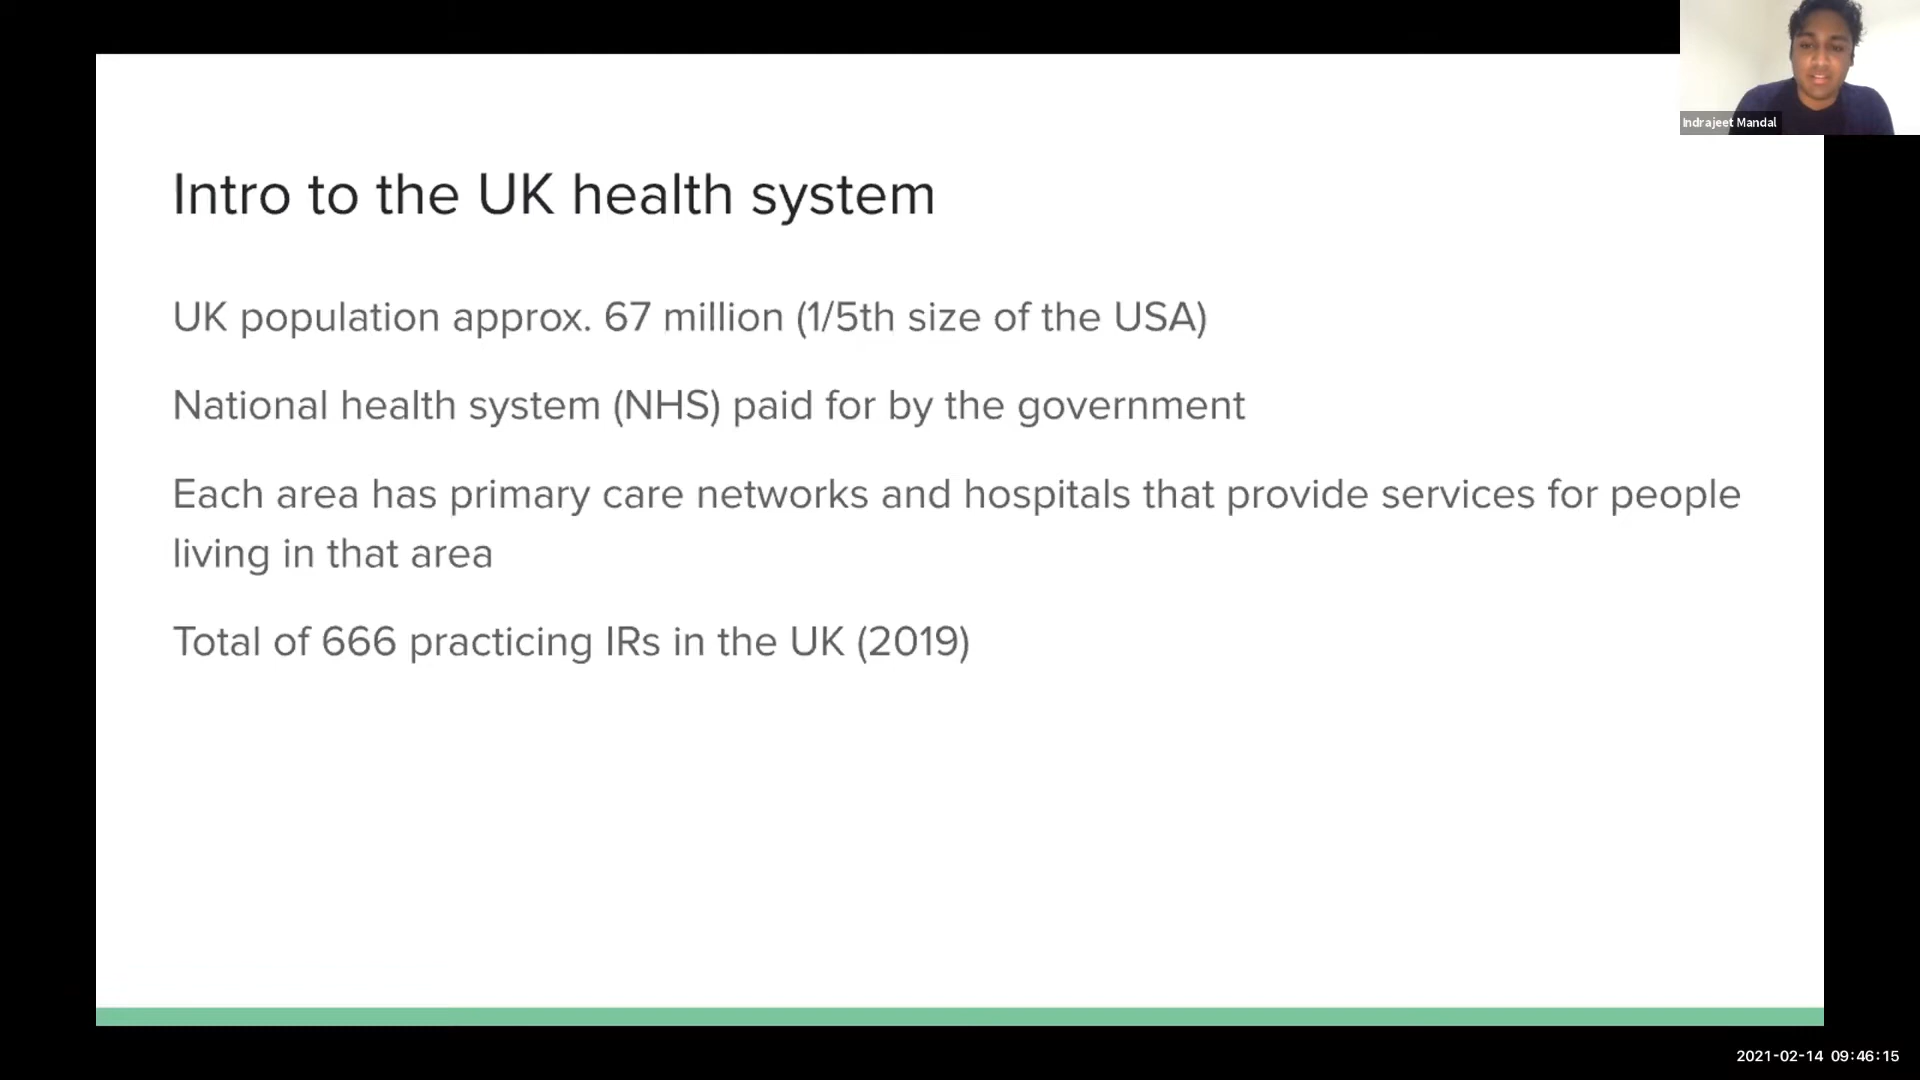 Indrajeet Mandal
Intro to the UK health system
UK population approx. 67 million (1/5th size of the USA)
National health system (NHS) paid for by the government
Each area has primary care networks and hospitals that provide services for people
living in that area
Total of 666 practicing IRs in the UK (2019)
2021-02-14 09:46:15